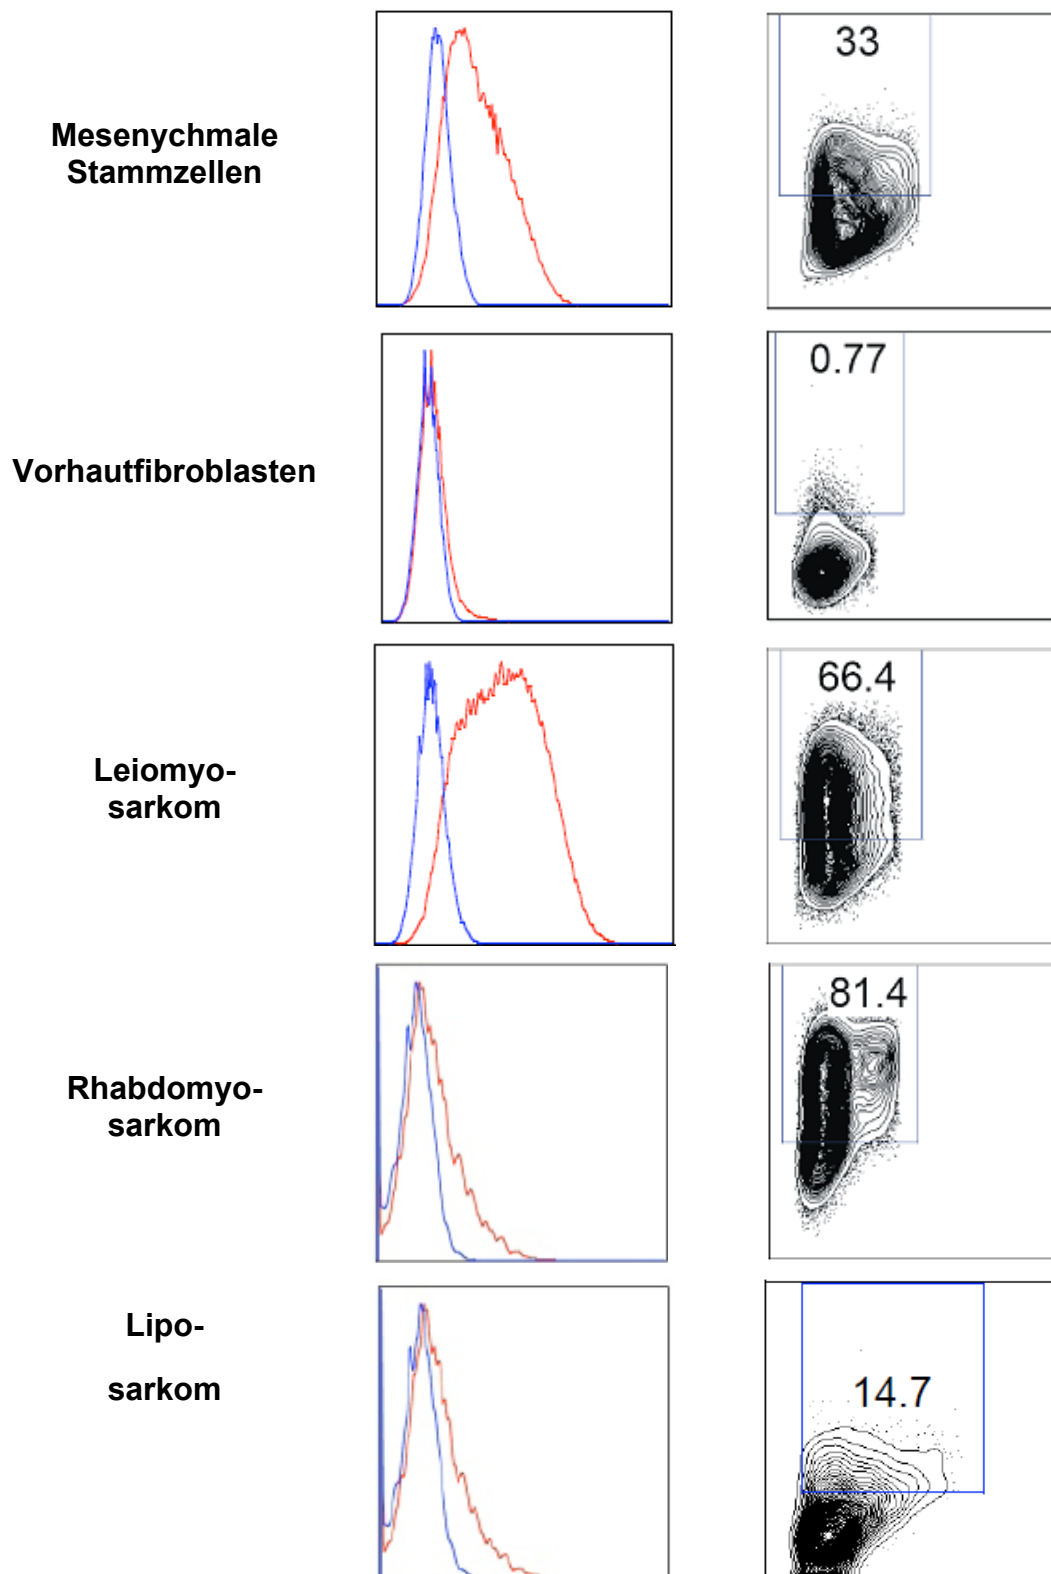 Mesenychmale
Stammzellen
33
Vorhautfibroblasten
0.77
Leiomyo-
sarkom
66.4
Rhabdomyo-
sarkom
81.4
Lipo-
sarkom
14.7